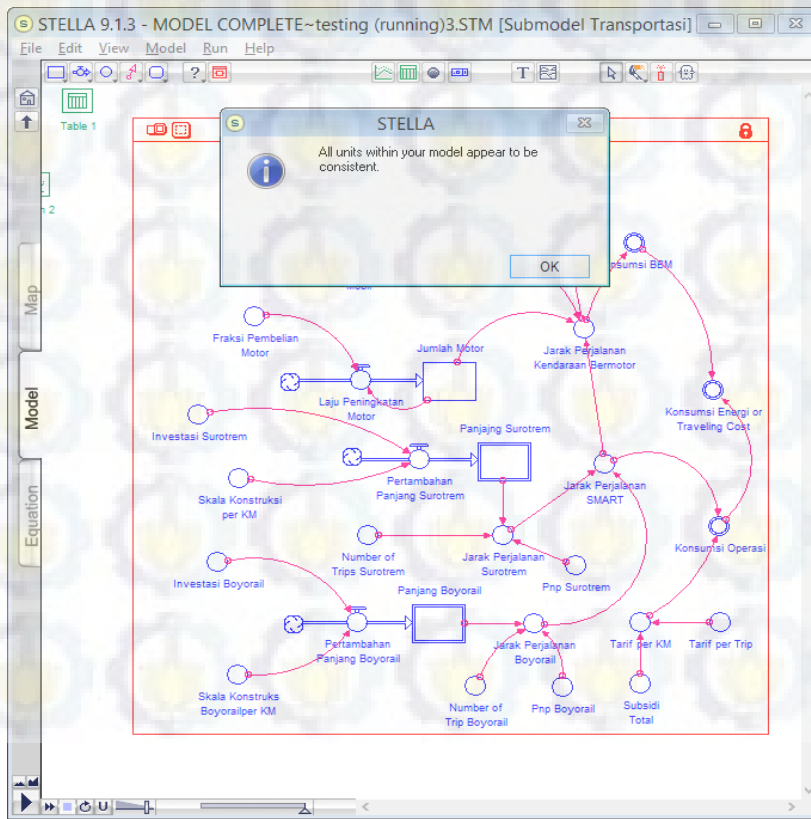 STELLA 9.1.3 - MODEL COMPLETE~testing (running)3.STM [Submodel Transportasi]
File Edit View Model Run Help
T
Table 1
STELLA
All units within your model appear to be
consistent.
OK
n 2
Map
Model
Equation
Fraksi Pembelian
Motor
Jumlah Motor
Jarak Perjalanan
Kendaraan Bermotor
Laju Peningkatan
Motor
Konsumsi Energi or
Traveling Cost
Investasi Surotrem
Panjajng Surotrem
Pertambahan
Panjang Surotrem
Jarak Perjalanan
SMART
Skala Konstruksi
per KM
Number of
Trips Surotrem
Jarak Perjalanan
Surotrem
Konsumsi Operasi
Investasi Boyorail
Pnp Surotrem
Panjang Boyorail
Pertambahan
Panjang Boyorail
Jarak Perjalanan
Boyorail
Tarif per KM
Tarif per Trip
Skala Konstruks
Boyorailper KM
Number of
Trip Boyorail
Pnp Boyorail
Subsidi
Total
U